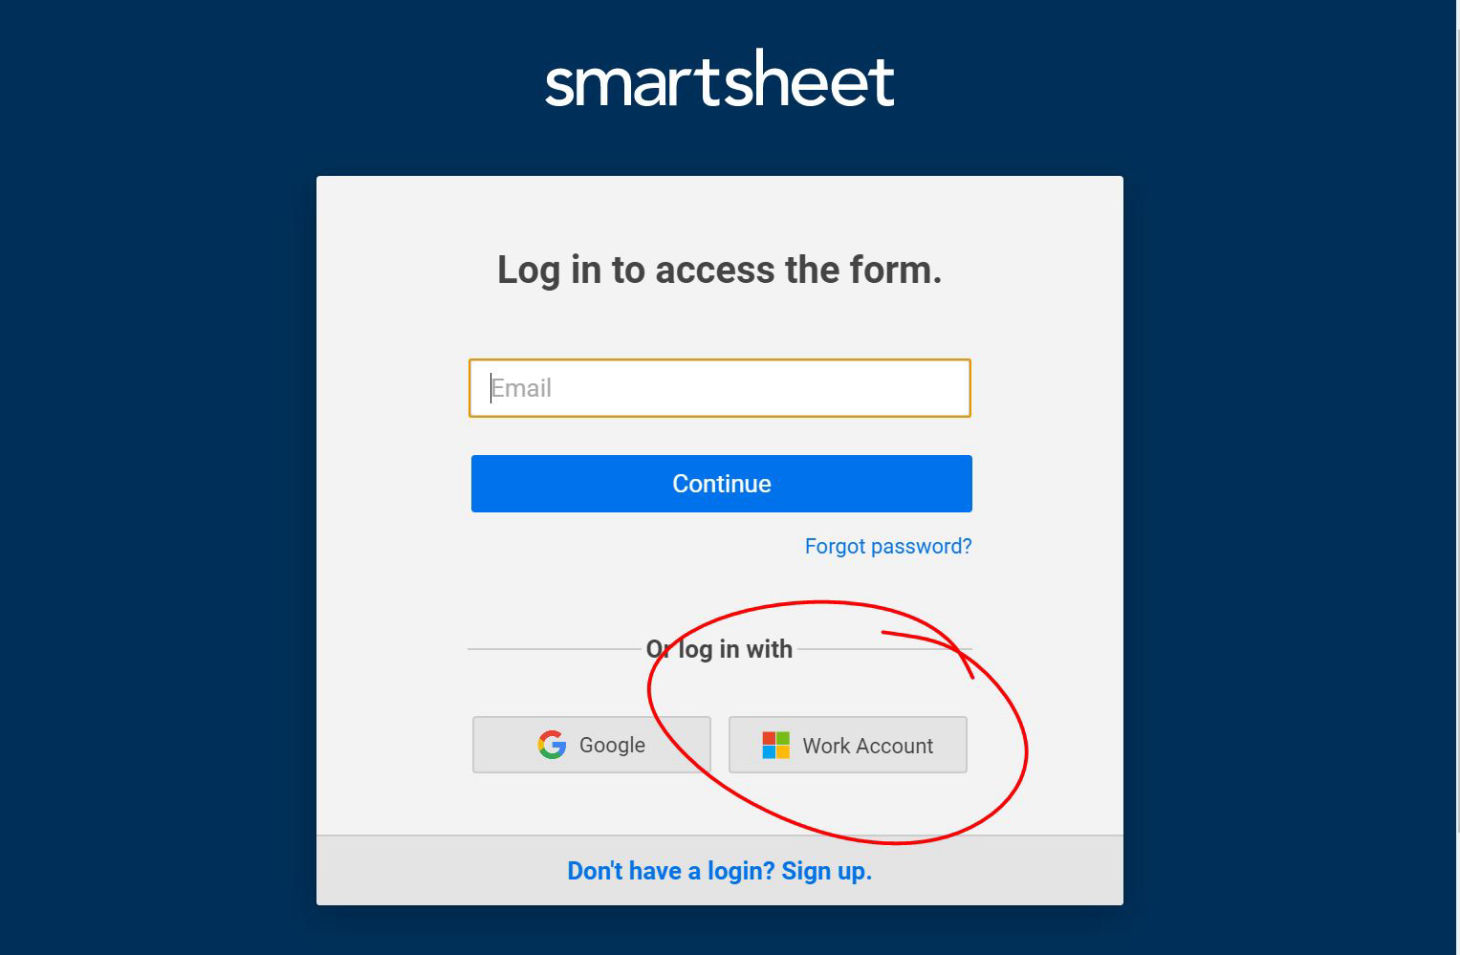 smartsheet
Log in to access the form.
Email
Continue
Forgot password?
Or log in with
Google
Work Account
Don't have a login? Sign up.